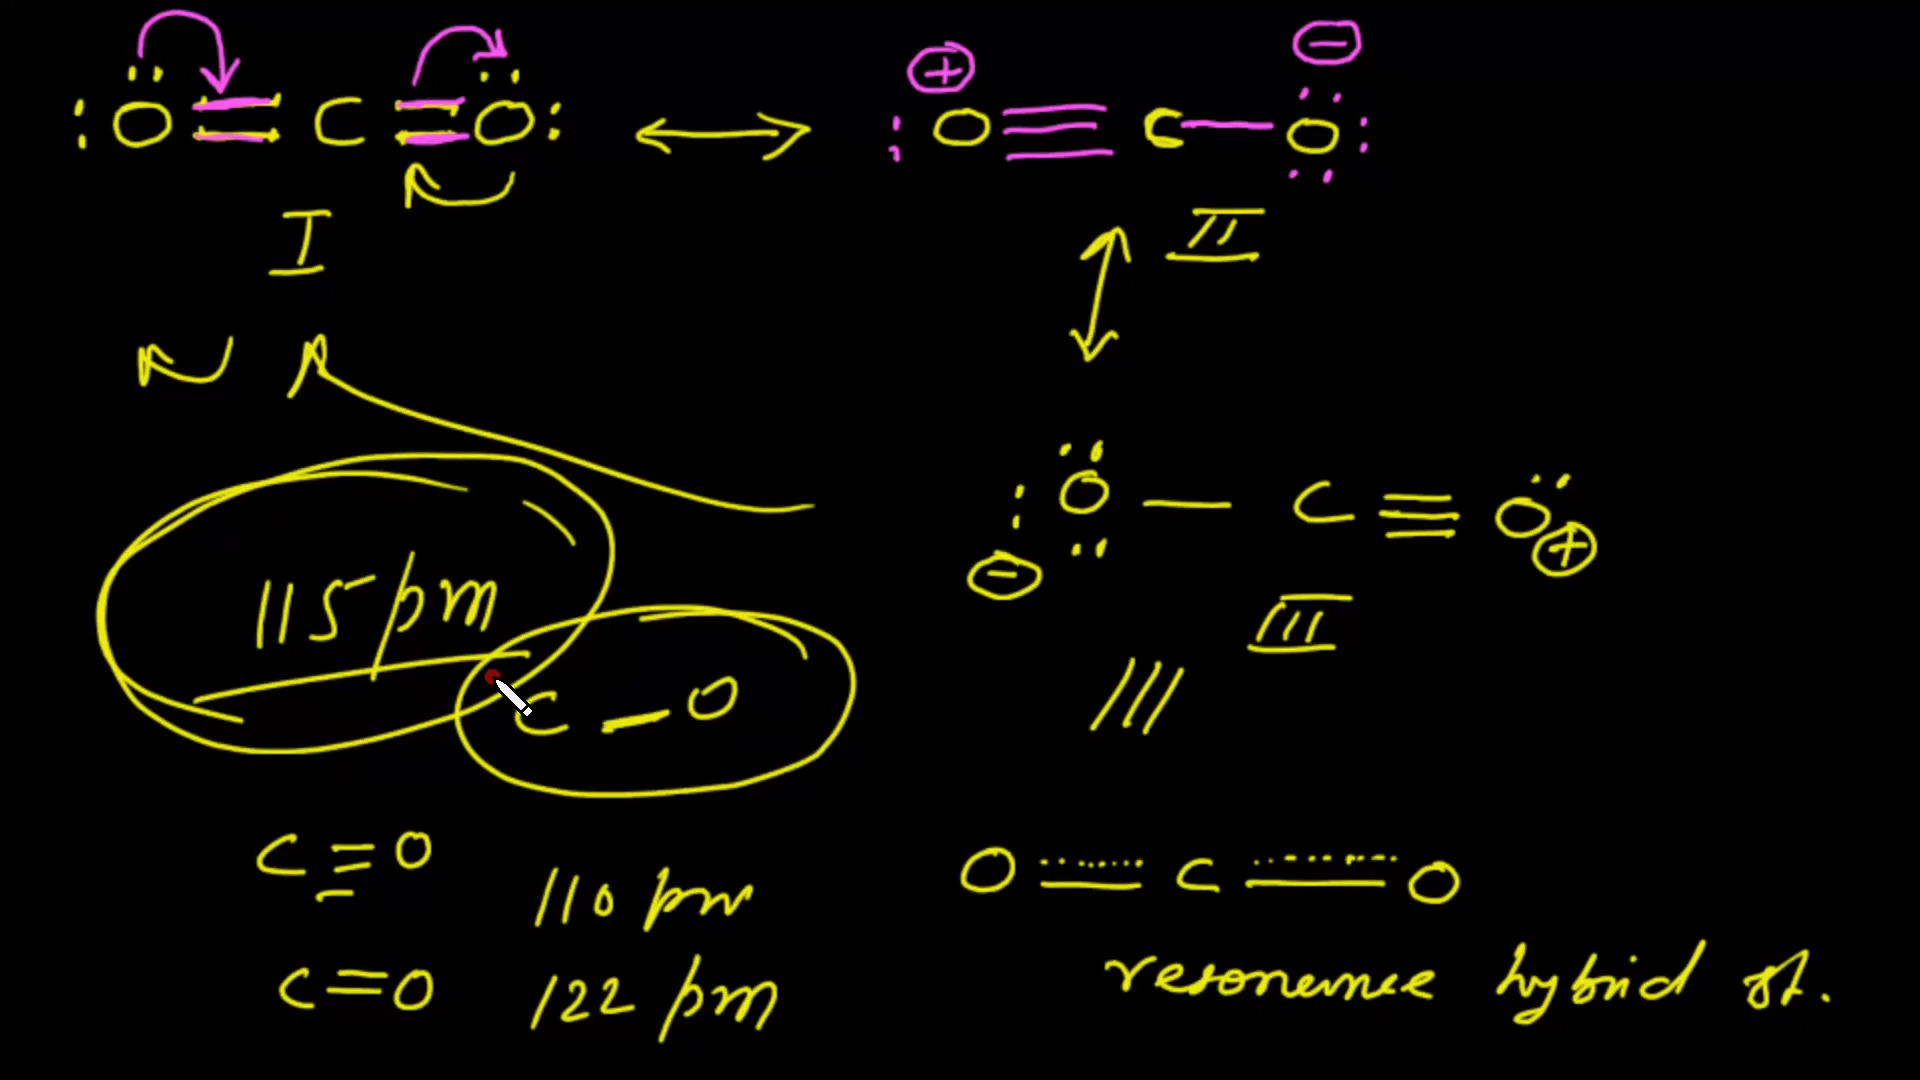 :Ö=C=Ö: ↔ :O≡C—O: ⊕ ⊖
I
II
:O—C≡O ⊖ ⊕
III
115 pm
C—O
C≡O 110 pm
C=O 122 pm
O C O
resonance hybrid st.